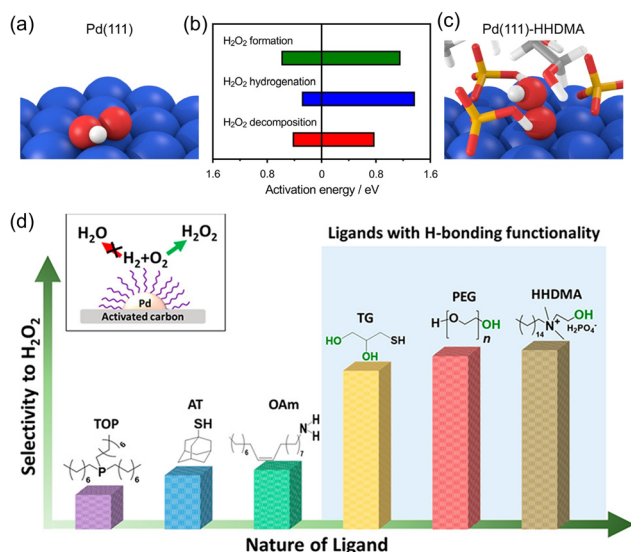 (a)
Pd(111)
(b)
H₂O₂ formation
H₂O₂ hydrogenation
H₂O₂ decomposition
1.6 0.8 0 0.8 1.6
Activation energy / eV
(c)
Pd(111)-HHDMA
(d)
H₂O
H₂O₂
H₂+O₂
Pd
Activated carbon
Ligands with H-bonding functionality
Selectivity to H₂O₂
TOP
6
P
6
6
AT
SH
OAm
N
H
H
6
7
TG
HO
SH
OH
PEG
H
O
OH
n
HHDMA
14
N⁺
OH
H₂PO₄⁻
Nature of Ligand